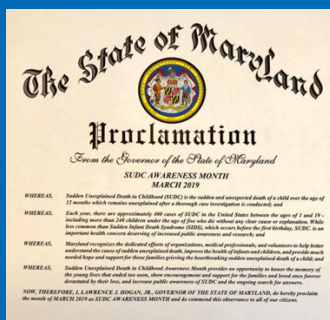 The State of Maryland
Proclamation
From the Governor of the State of Maryland
SUDC AWARENESS MONTH
MARCH 2019
WHEREAS, Sudden Unexplained Death in Childhood (SUDC) is the sudden and unexpected death of a child over the age of
12 months which remains unexplained after a thorough case investigation is conducted; and
WHEREAS, Each year, there are approximately 400 cases of SUDC in the United States between the ages of 1 and 19 -
including more than 240 children under the age of five who die without any clear cause or explanation. While
less common than Sudden Infant Death Syndrome (SIDS), which occurs before the first birthday, SUDC is an
important health concern deserving of increased public awareness and research; and
WHEREAS, Maryland recognizes the dedicated efforts of organizations, medical professionals, and volunteers to help better
understand the cause of sudden unexplained death, improve the health of infants and children, and provide much
needed hope and support for those families grieving the heartbreaking sudden unexplained death of a child; and
WHEREAS, Sudden Unexplained Death in Childhood Awareness Month provides an opportunity to honor the memory of
the young lives that ended too soon, show encouragement and support for the families and loved ones forever
devastated by their loss, and increase public awareness of SUDC and the ongoing search for answers.
NOW, THEREFORE, I, LAWRENCE J. HOGAN, JR., GOVERNOR OF THE STATE OF MARYLAND, do hereby proclaim
the month of MARCH 2019 as SUDC AWARENESS MONTH and do commend this observance to all of our citizens.